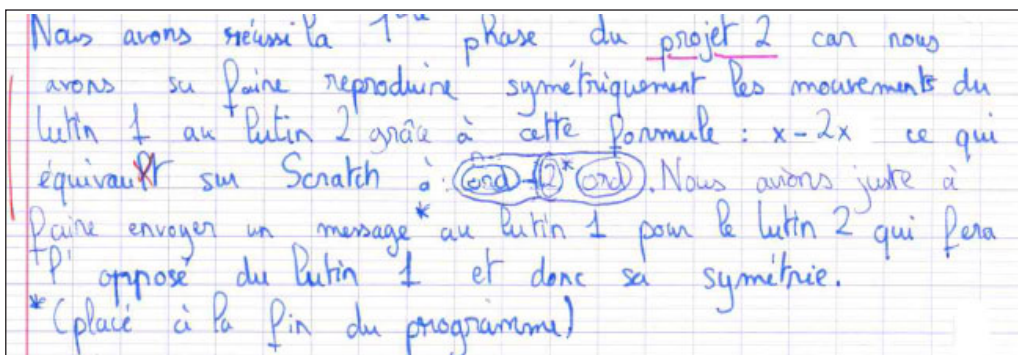 Nous avons réussi la 1ère phase du projet 2 car nous
avons su faire reproduire symétriquement les mouvements du
lutin 1 au lutin 2 grâce à cette formule : x-2x ce qui
équivaut sur Scratch à : ord - 2 * ord. Nous avions juste à
faire envoyer un message* au lutin 1 pour le lutin 2 qui fera
l'opposé du lutin 1 et donc sa symétrie.
*(placé à la fin du programme)